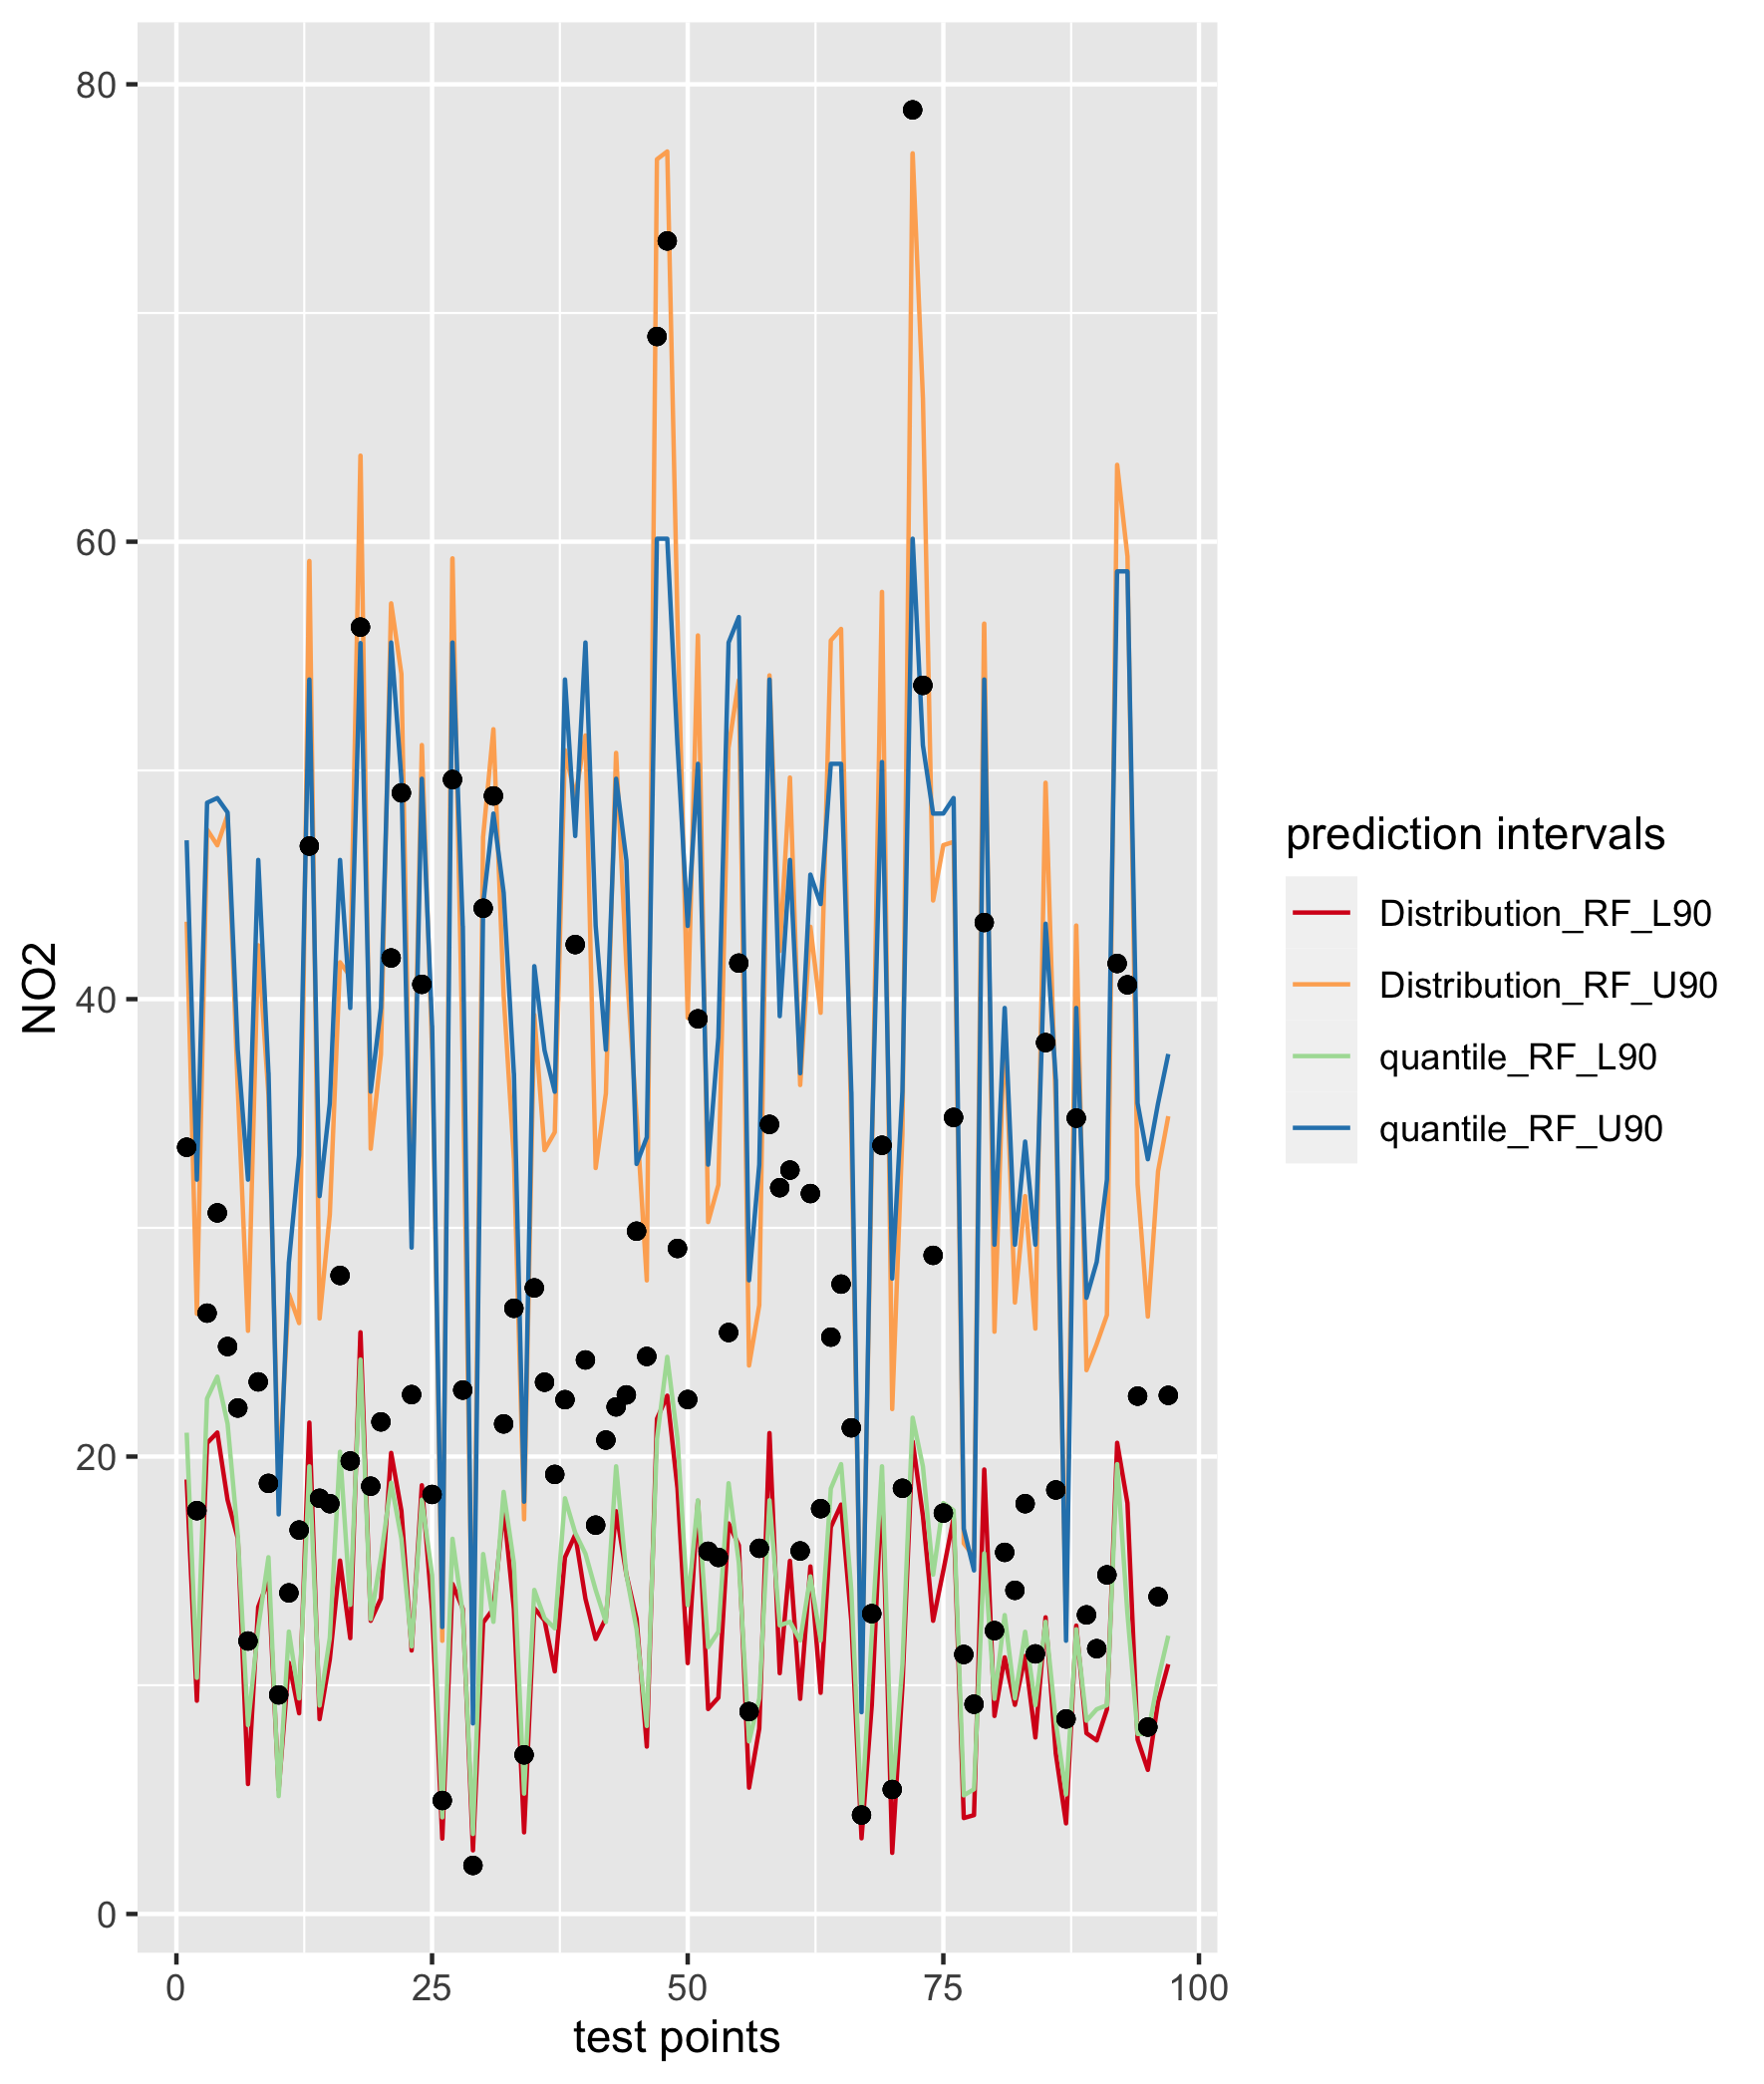 80
60
40
20
0
NO2
0 25 50 75 100
test points
prediction intervals
Distribution_RF_L90
Distribution_RF_U90
quantile_RF_L90
quantile_RF_U90